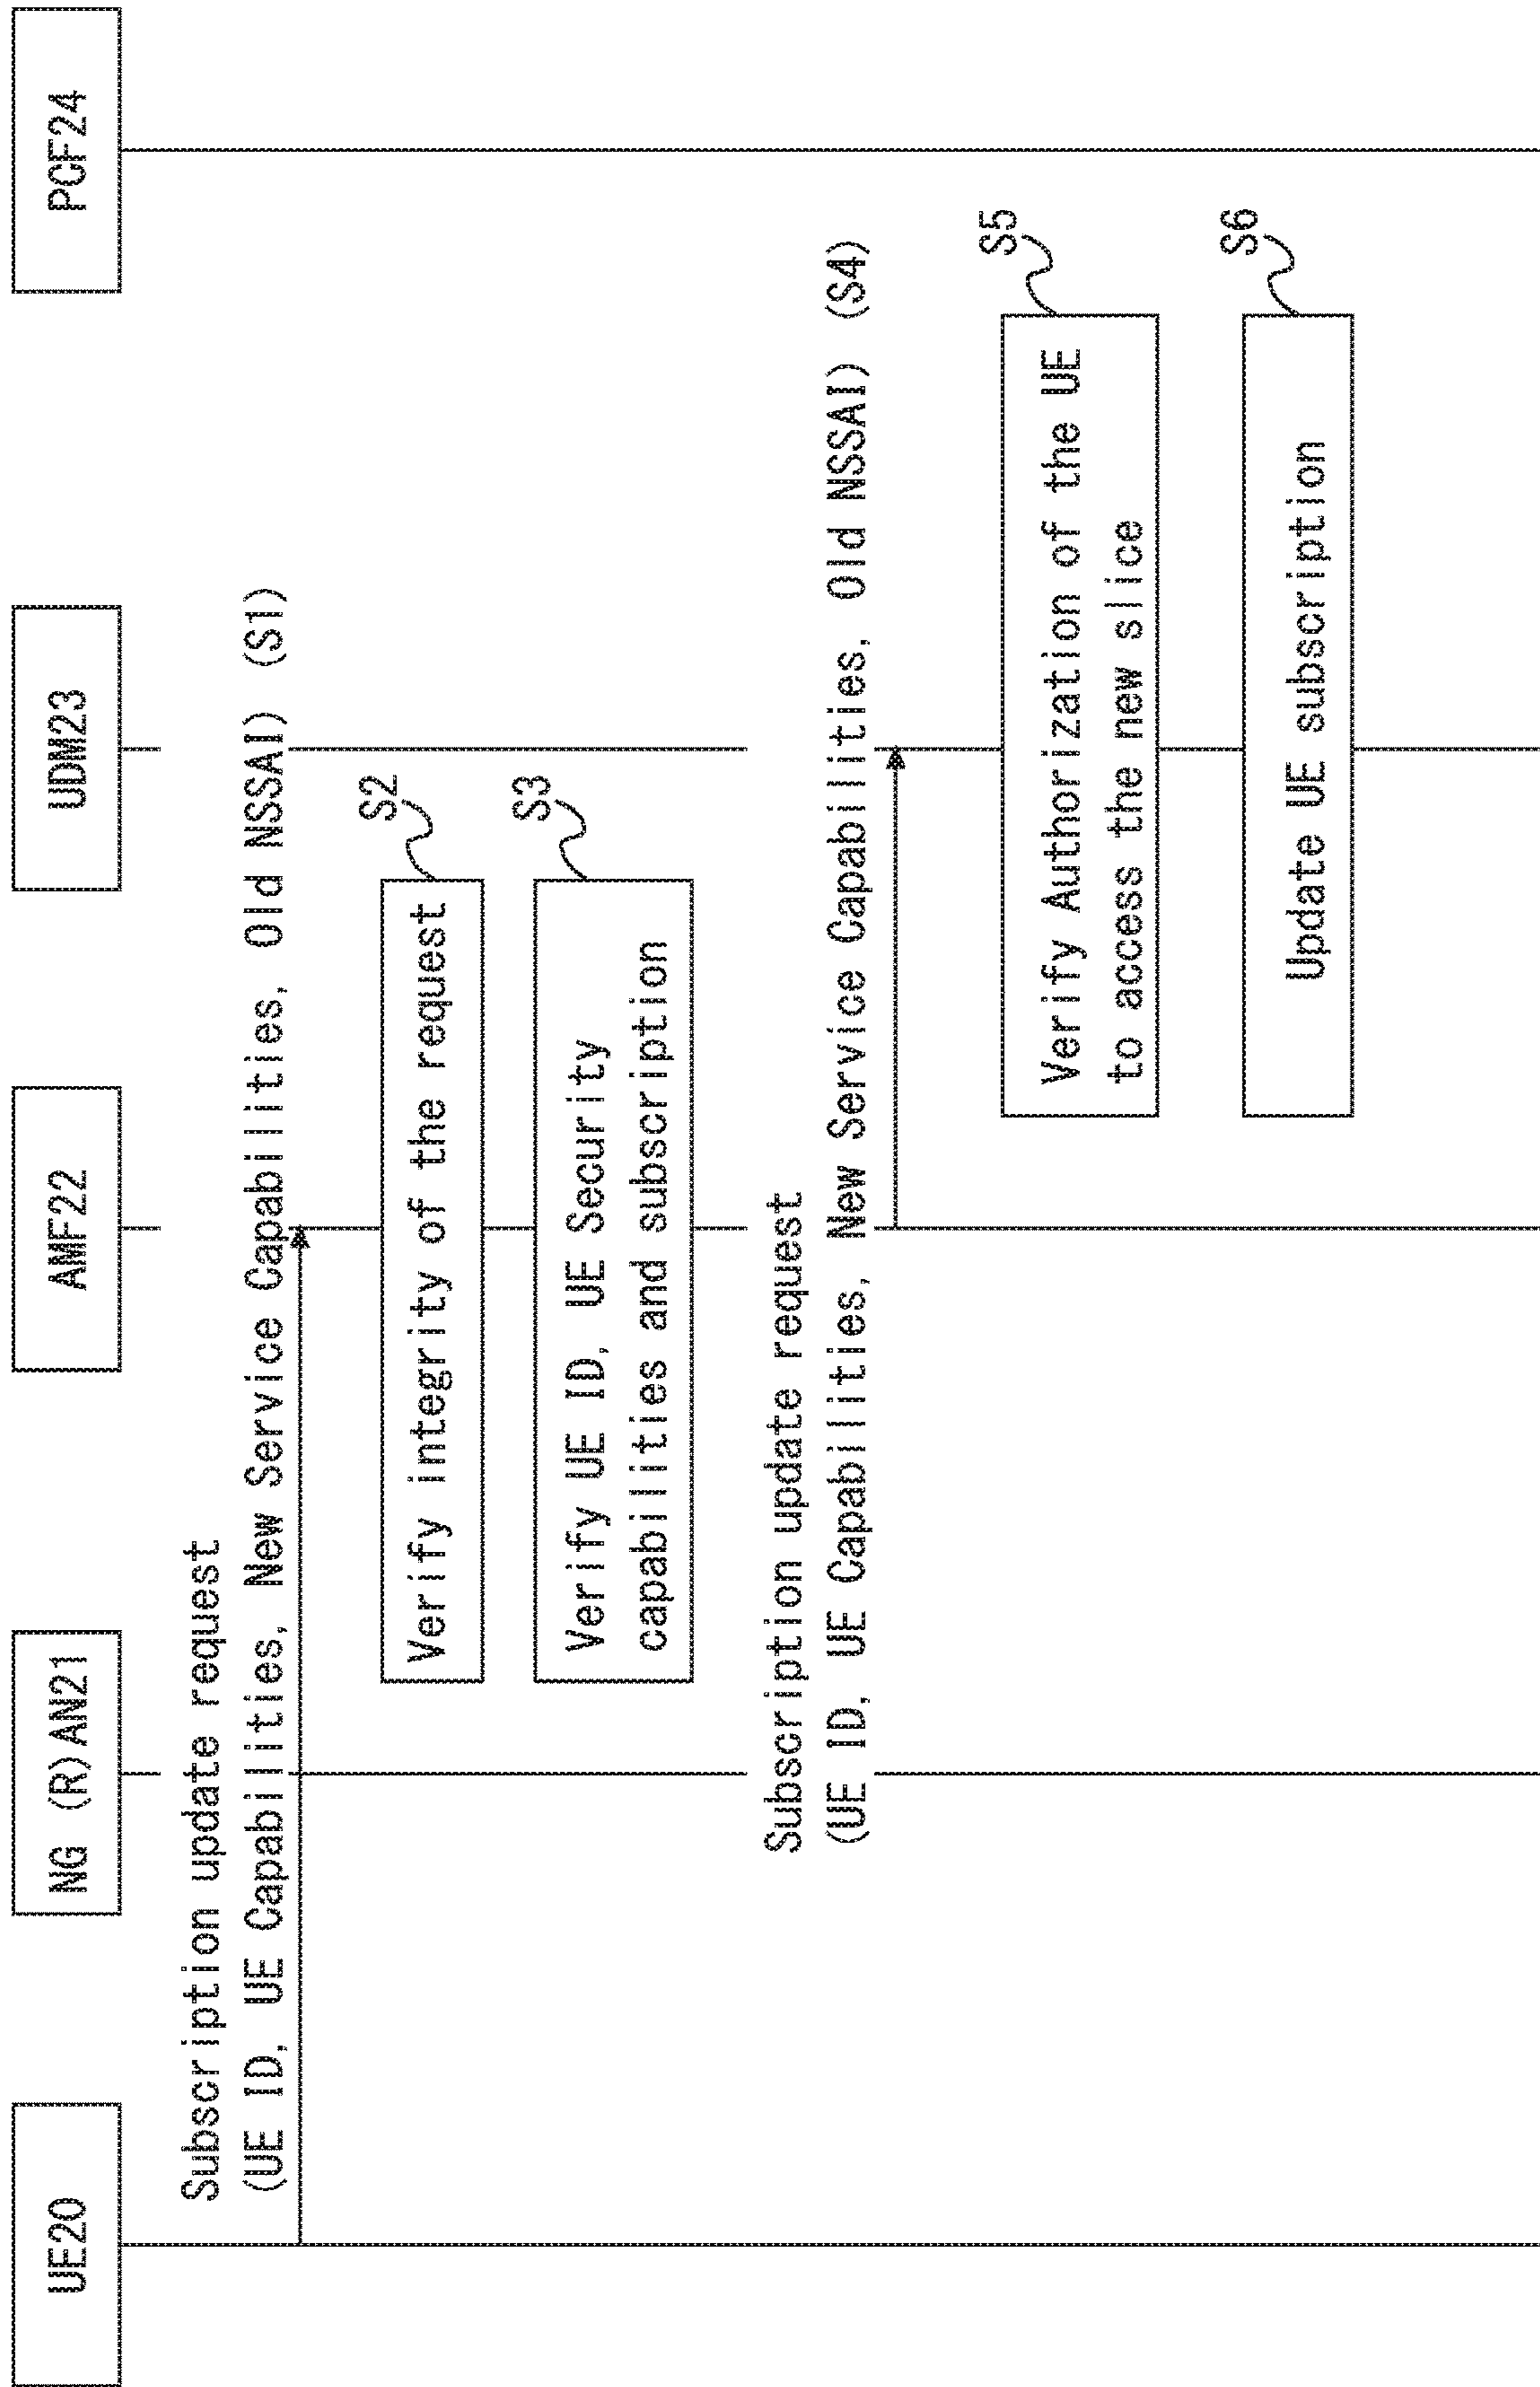 UE20
NG (R) AN21
AMF22
UDM23
PCF24
Subscription update request
(UE ID, UE Capabilities, New Service Capabilities, Old NSSAI) (S1)
S2
Verify integrity of the request
S3
Verify UE ID, UE Security
capabilities and subscription
Subscription update request
(UE ID, UE Capabilities, New Service Capabilities, Old NSSAI) (S4)
S5
Verify Authorization of the UE
to access the new slice
S6
Update UE subscription